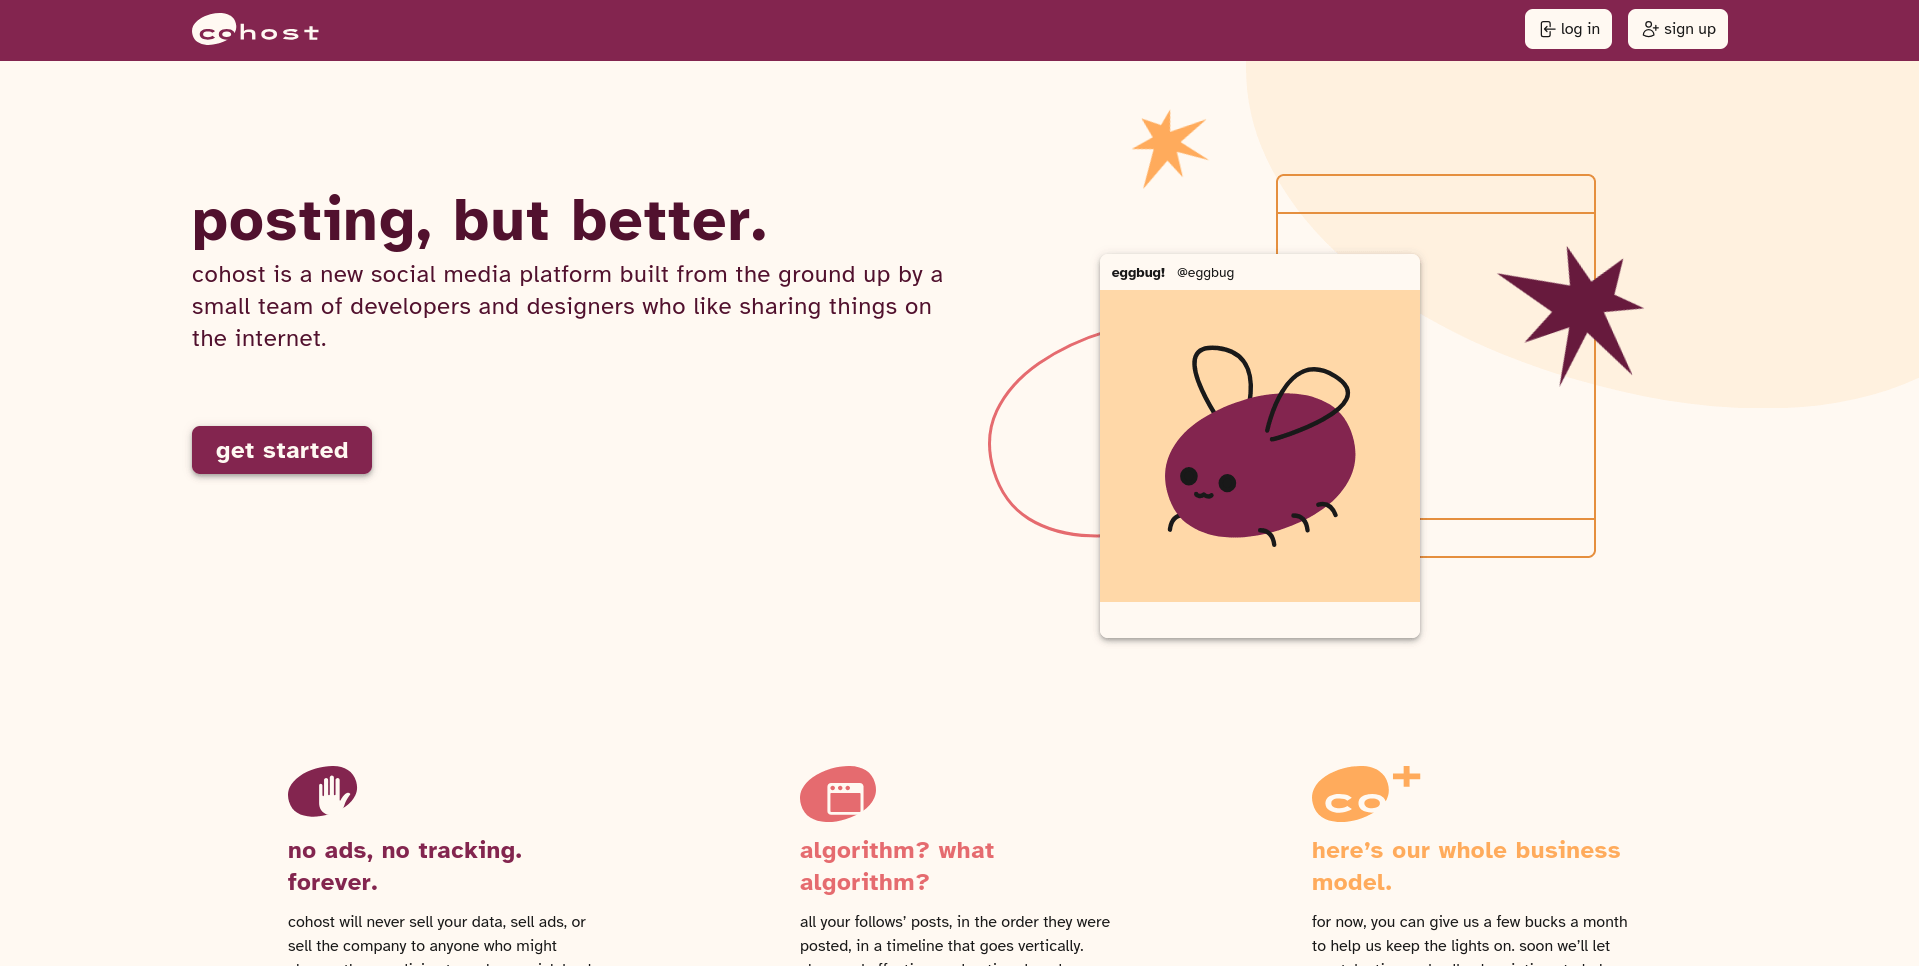 cohost
log in
sign up
posting, but better.
cohost is a new social media platform built from the ground up by a
small team of developers and designers who like sharing things on
the internet.
get started
eggbug! @eggbug
no ads, no tracking.
forever.
cohost will never sell your data, sell ads, or
sell the company to anyone who might
algorithm? what
algorithm?
all your follows’ posts, in the order they were
posted, in a timeline that goes vertically.
co+
here’s our whole business
model.
for now, you can give us a few bucks a month
to help us keep the lights on. soon we’ll let